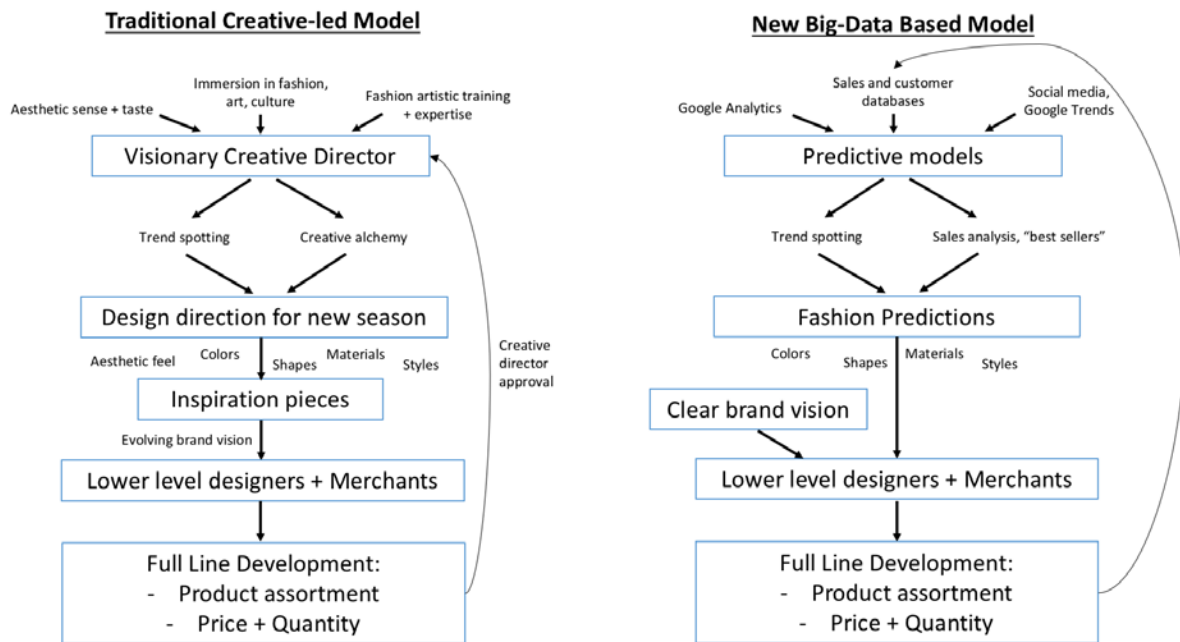 Traditional Creative-led Model
Immersion in fashion,
art, culture
Aesthetic sense + taste
Fashion artistic training
+ expertise
Visionary Creative Director
Trend spotting
Creative alchemy
Design direction for new season
Aesthetic feel
Colors
Shapes
Materials
Styles
Creative
director
approval
Inspiration pieces
Evolving brand vision
Lower level designers + Merchants
Full Line Development:
- Product assortment
- Price + Quantity
New Big-Data Based Model
Sales and customer
databases
Google Analytics
Social media,
Google Trends
Predictive models
Trend spotting
Sales analysis, “best sellers”
Fashion Predictions
Colors
Shapes
Materials
Styles
Clear brand vision
Lower level designers + Merchants
Full Line Development:
- Product assortment
- Price + Quantity